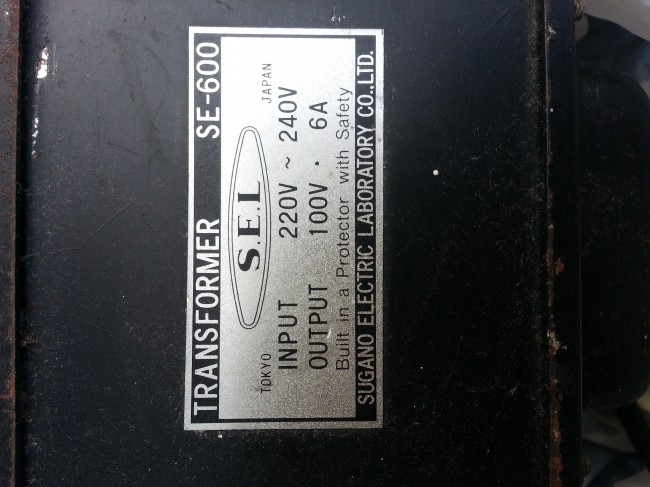 TRANSFORMER SE-600
S.E.L
TOKYO JAPAN
INPUT 220V ~ 240V
OUTPUT 100V . 6A
Built in a Protector with Safety
SUGANO ELECTRIC LABORATORY CO.,LTD.